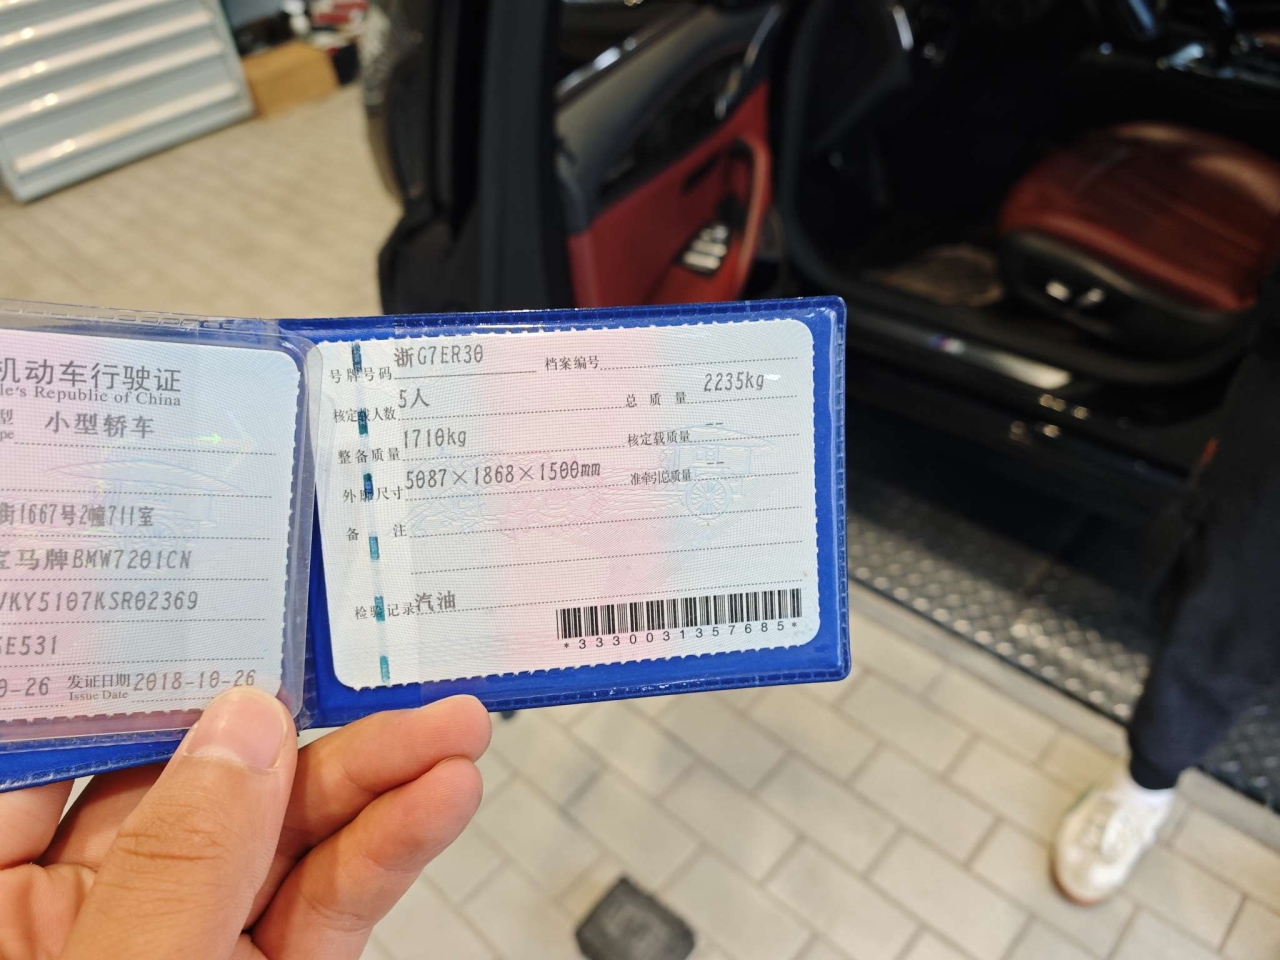 机动车行驶证
le's Republic of China
型 小型轿车
pe
街1667号2幢711室
宝马牌BMW7201CN
VKY5107KSR02369
E531
0-26 发证日期 2018-10-26
Issue Date
号牌号码 浙G7ER30 档案编号
核定载人数 5人 总质量 2235kg
整备质量 1710kg 核定载质量 --
外廓尺寸 5087×1868×1500mm 准牵引总质量 --
备注
检验记录 汽油
*3330031357685*